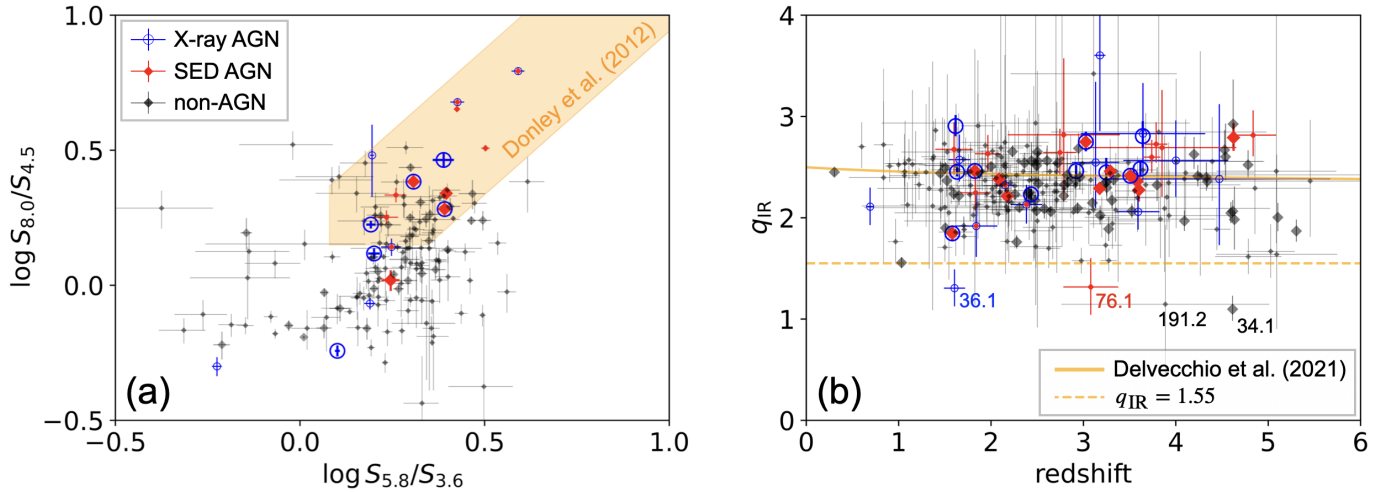 1.0
0.5
0.0
−0.5
log S5.8/S3.6
log S8.0/S4.5
−0.5
0.0
0.5
1.0
X-ray AGN
SED AGN
non-AGN
Donley et al. (2012)
(a)
4
3
2
1
0
qIR
0
1
2
3
4
5
6
redshift
36.1
76.1
191.2
34.1
(b)
Delvecchio et al. (2021)
qIR = 1.55